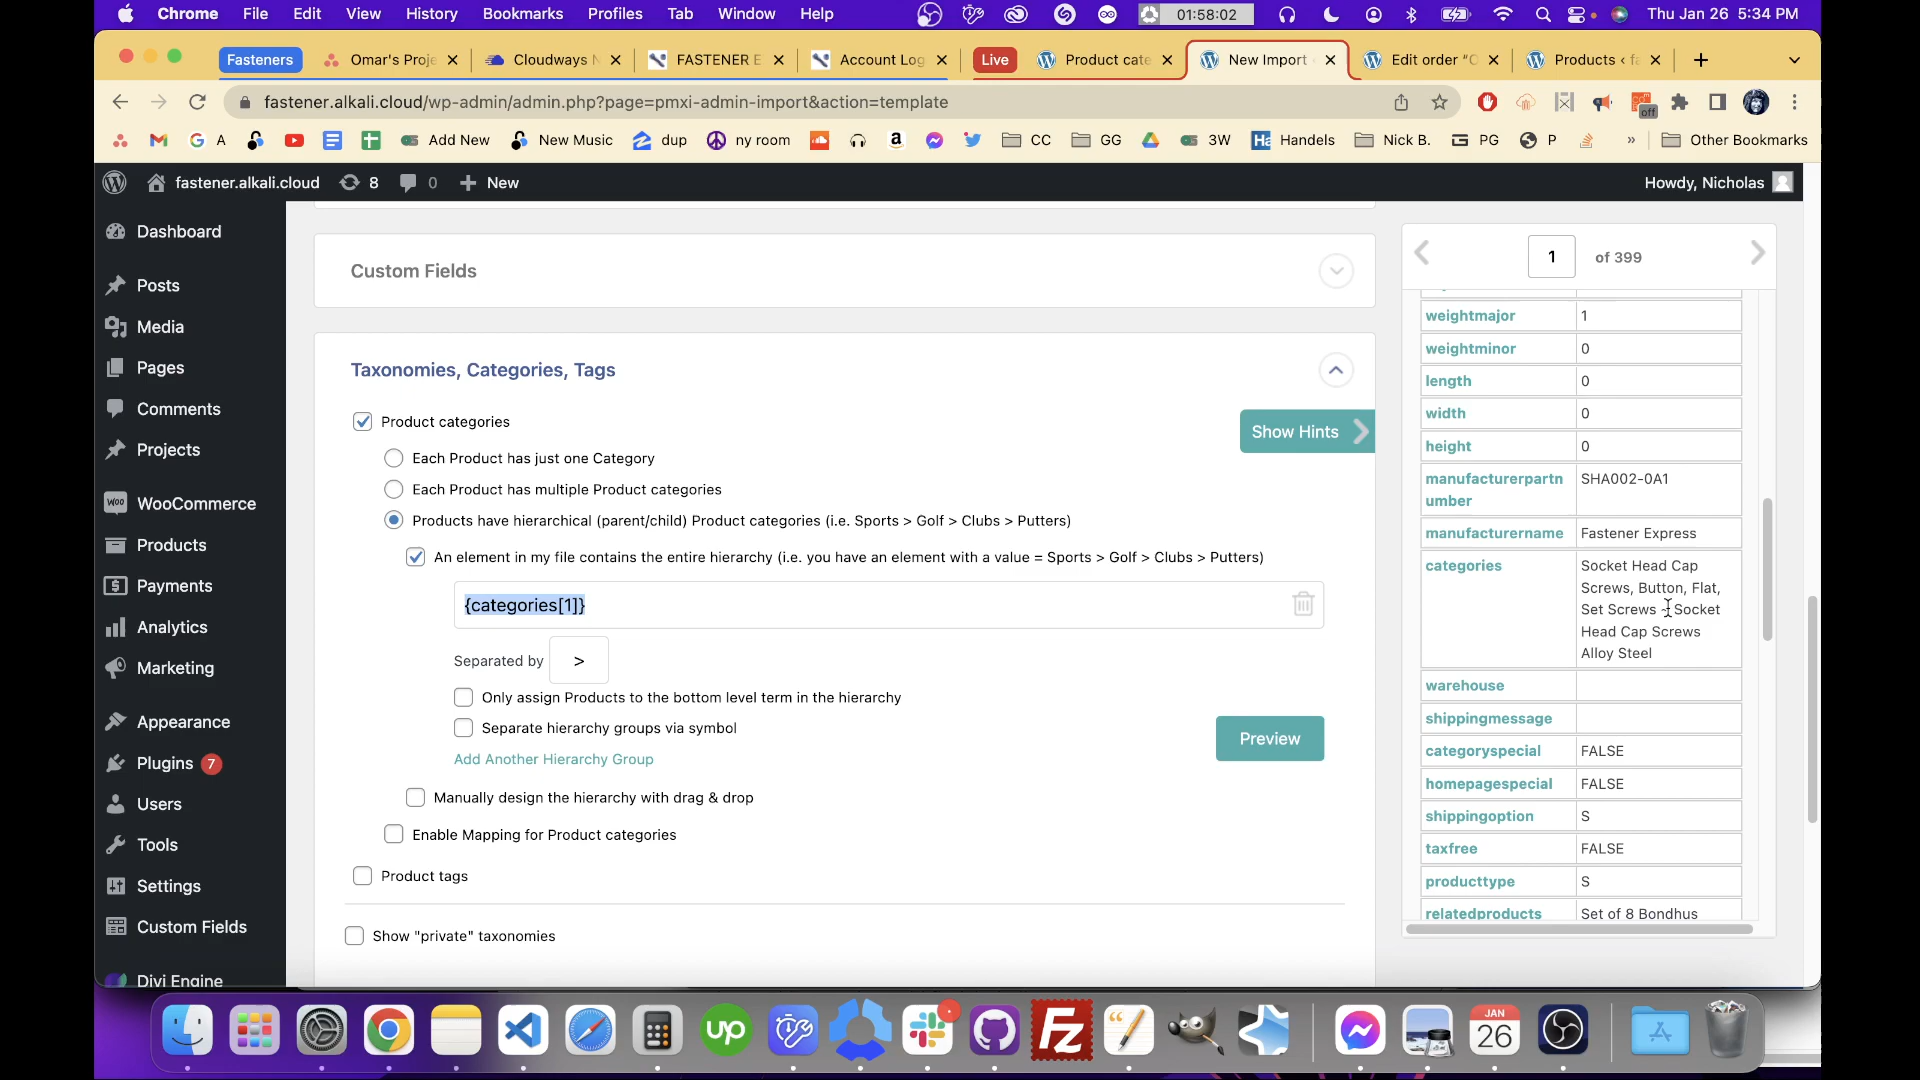 Chrome File Edit View History Bookmarks Profiles Tab Window Help 01:58:02 Thu Jan 26 5:34 PM
Fasteners Omar's Proje Cloudways FASTENER E Account Log Live Product cate New Import Edit order Products ‹ fa
fastener.alkali.cloud/wp-admin/admin.php?page=pmxi-admin-import&action=template off
A Add New New Music dup ny room CC GG 3W Ha Handels Nick B. PG P » Other Bookmarks
fastener.alkali.cloud 8 0 + New Howdy, Nicholas
Dashboard
Posts
Media
Pages
Comments
Projects
WooCommerce
Products
Payments
Analytics
Marketing
Appearance
Plugins 7
Users
Tools
Settings
Custom Fields
Divi Engine
Custom Fields
Taxonomies, Categories, Tags
Product categories
Show Hints
Each Product has just one Category
Each Product has multiple Product categories
Products have hierarchical (parent/child) Product categories (i.e. Sports > Golf > Clubs > Putters)
An element in my file contains the entire hierarchy (i.e. you have an element with a value = Sports > Golf > Clubs > Putters)
{categories[1]}
Separated by >
Only assign Products to the bottom level term in the hierarchy
Separate hierarchy groups via symbol
Preview
Add Another Hierarchy Group
Manually design the hierarchy with drag & drop
Enable Mapping for Product categories
Product tags
Show "private" taxonomies
1 of 399
weightmajor 1
weightminor 0
length 0
width 0
height 0
manufacturerpartn SHA002-0A1
umber
manufacturername Fastener Express
categories Socket Head Cap
Screws, Button, Flat,
Set Screws Socket
Head Cap Screws
Alloy Steel
warehouse
shippingmessage
categoryspecial FALSE
homepagespecial FALSE
shippingoption S
taxfree FALSE
producttype S
relatedproducts Set of 8 Bondhus
up
Fz
JAN
26